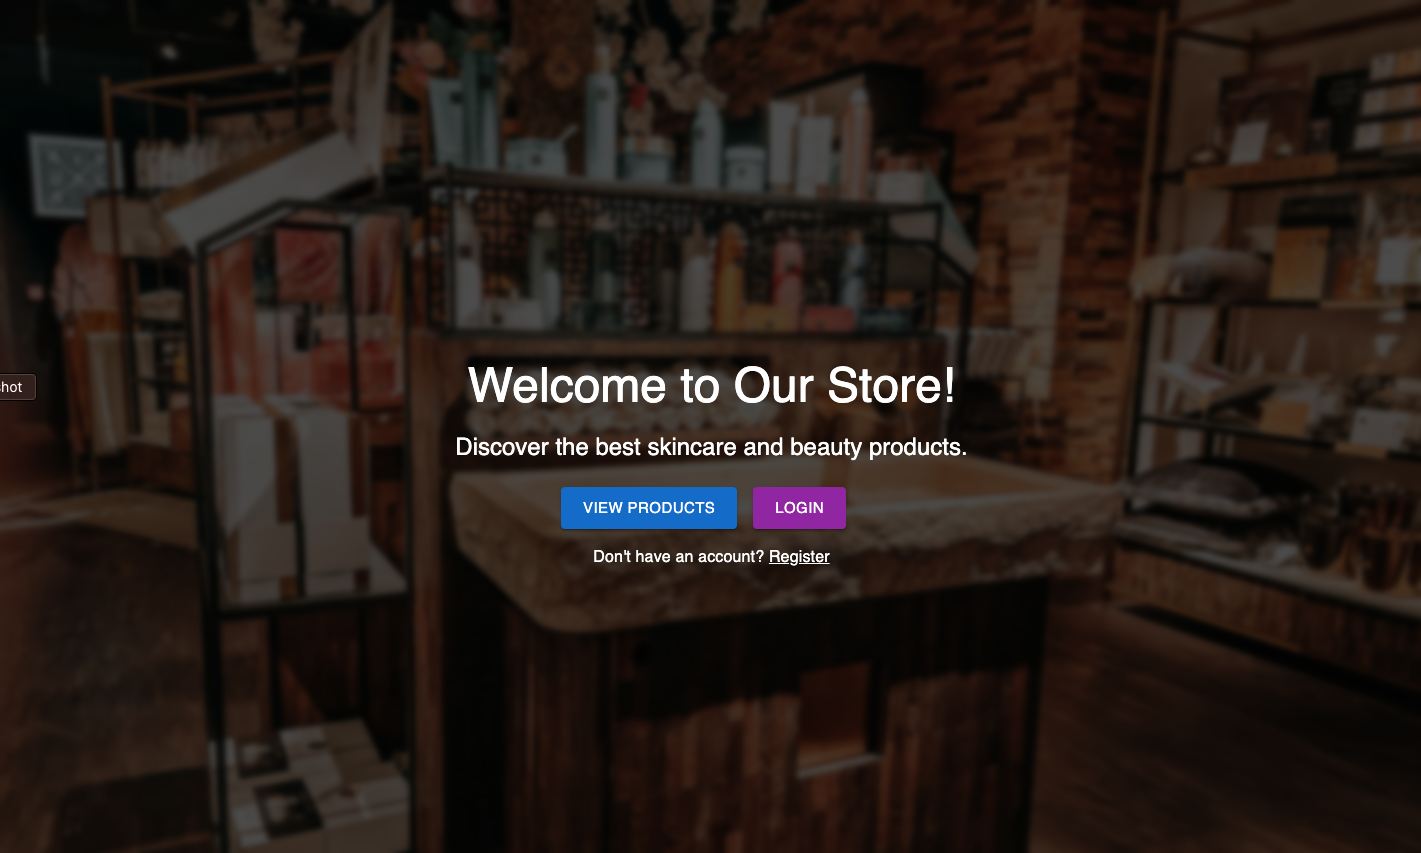 Welcome to Our Store!
hot
Discover the best skincare and beauty products.
VIEW PRODUCTS LOGIN
Don't have an account? Register